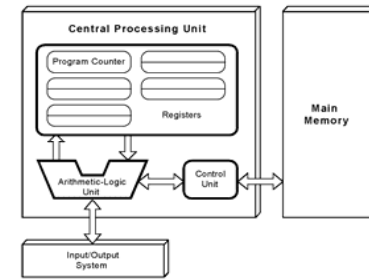 Central Processing Unit
Program Counter
Registers
Main
Memory
Arithmetic-Logic
Unit
Control
Unit
Input/Output
System